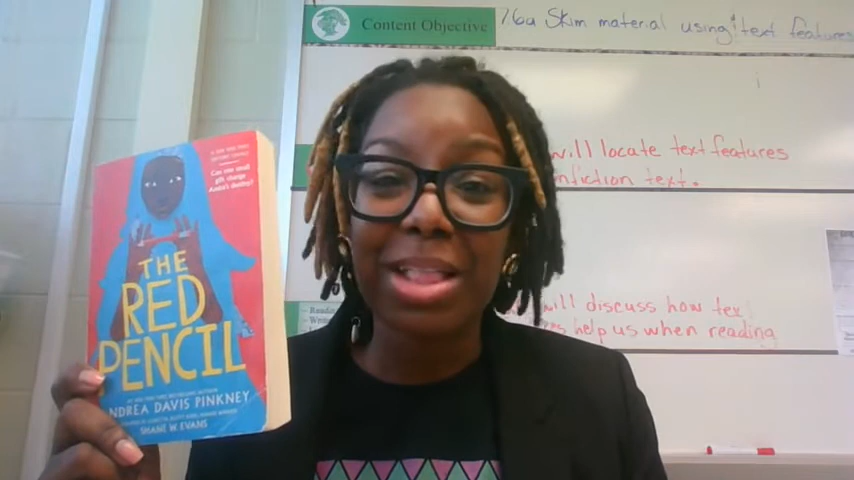 Content Objective
7.6a Skim material using text features
will locate text features
nfiction text.
will discuss how tex
help us when reading
Can one small
gift change
Amira's destiny?
THE
RED
PENCIL
NDREA DAVIS PINKNEY
SHANE W. EVANS